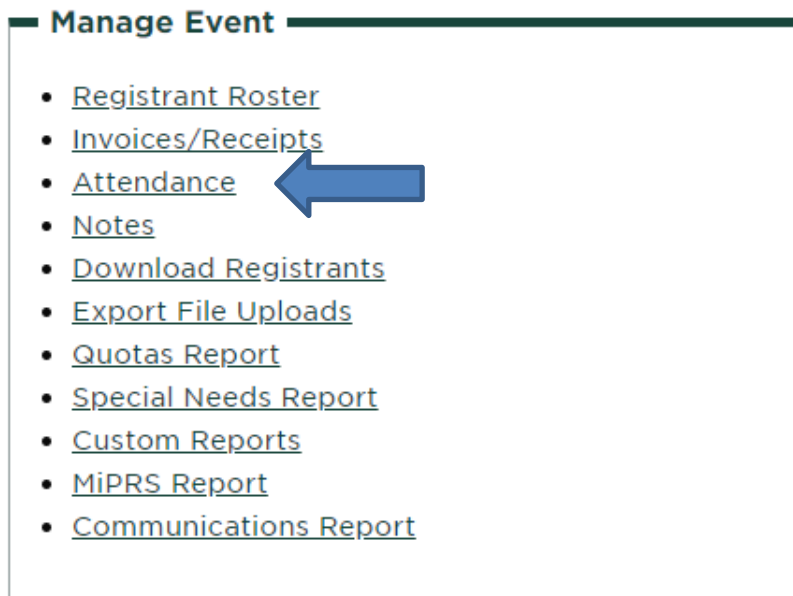 Manage Event
Registrant Roster
Invoices/Receipts
Attendance
Notes
Download Registrants
Export File Uploads
Quotas Report
Special Needs Report
Custom Reports
MiPRS Report
Communications Report